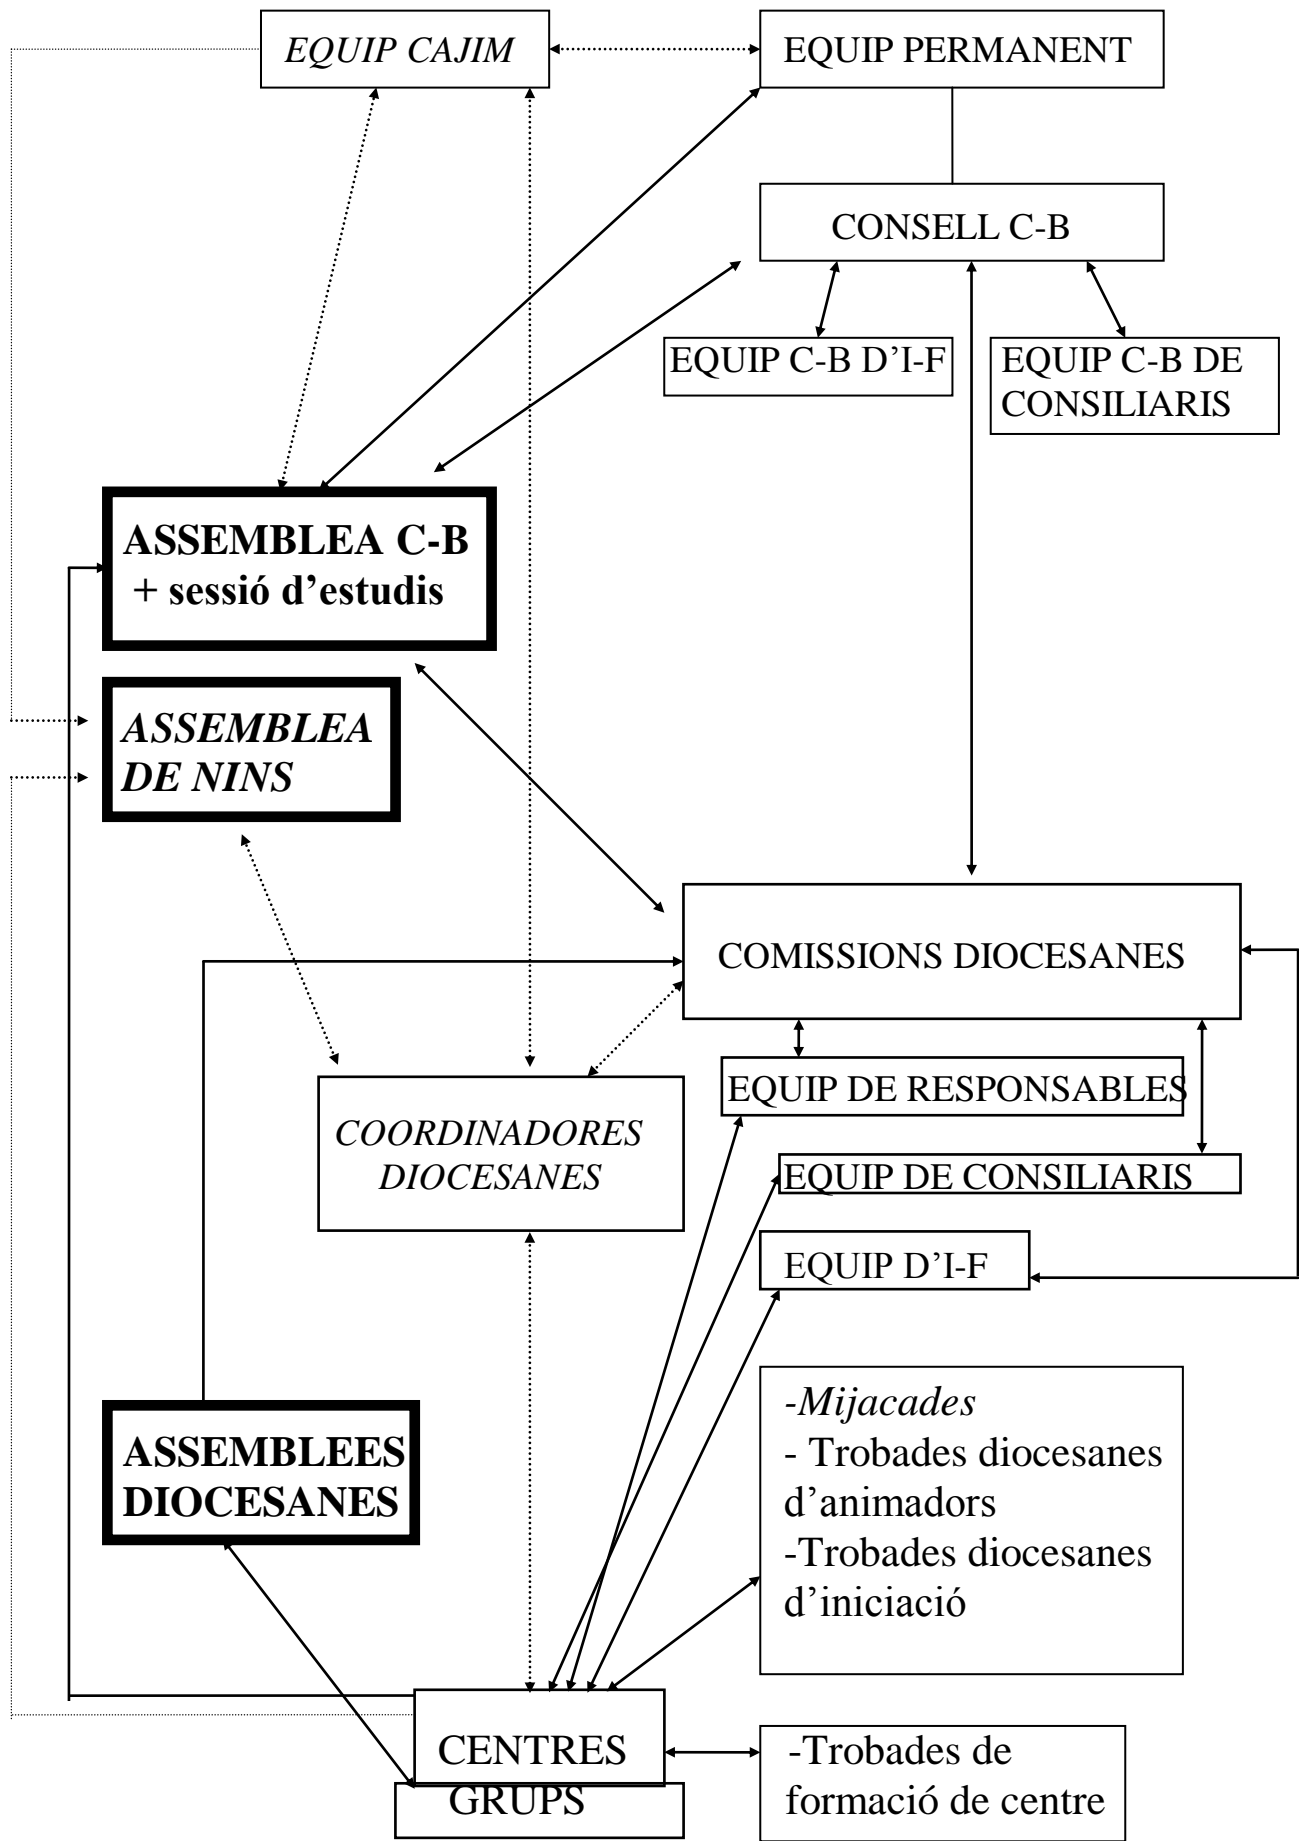 EQUIP CAJIM
EQUIP PERMANENT
CONSELL C-B
EQUIP C-B D’I-F
EQUIP C-B DE
CONSILIARIS
ASSEMBLEA C-B
+ sessió d’estudis
ASSEMBLEA
DE NINS
COMISSIONS DIOCESANES
EQUIP DE RESPONSABLES
COORDINADORES
DIOCESANES
EQUIP DE CONSILIARIS
EQUIP D’I-F
-Mijacades
- Trobades diocesanes
d’animadors
-Trobades diocesanes
d’iniciació
ASSEMBLEES
DIOCESANES
CENTRES
GRUPS
-Trobades de
formació de centre